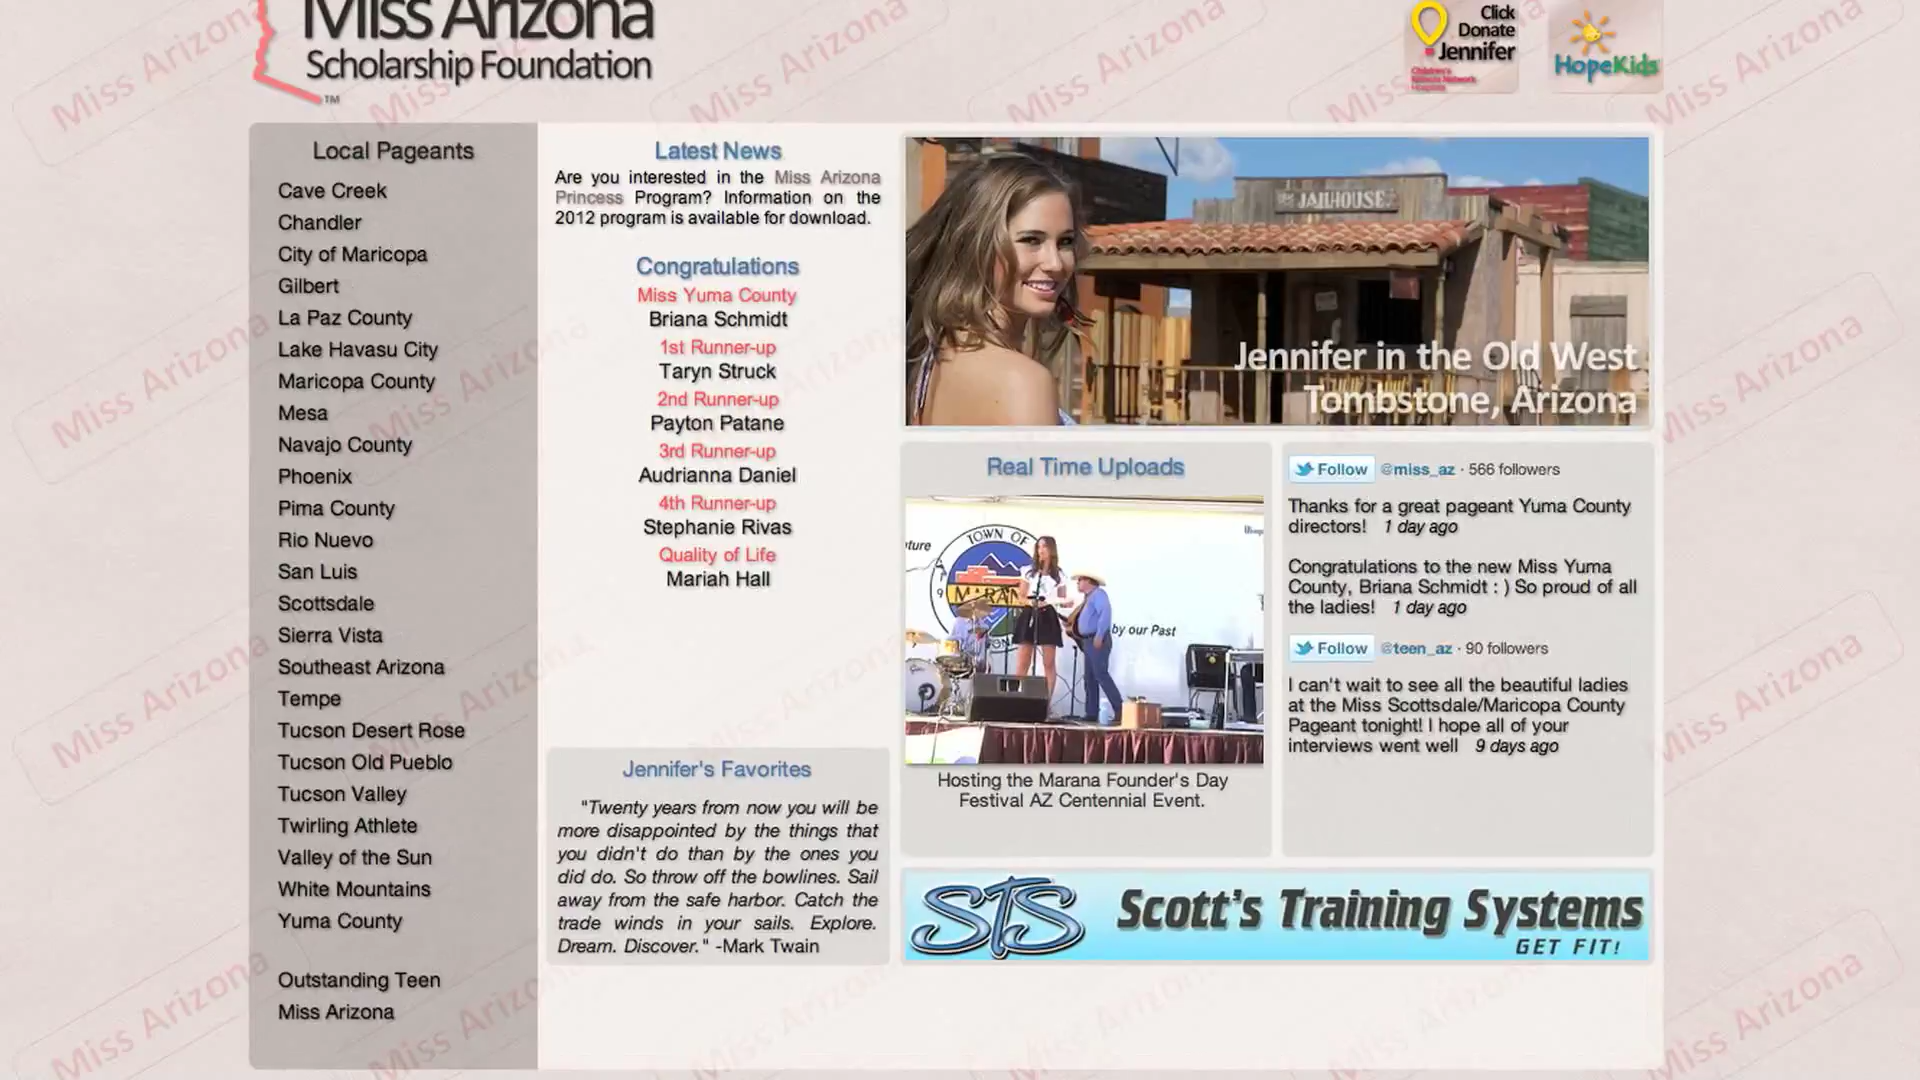 Miss Arizona
Scholarship Foundation
TM
Click
Donate
Jennifer
Children's
Miracle Network
Hospitals
HopeKids
Local Pageants
Cave Creek
Chandler
City of Maricopa
Gilbert
La Paz County
Lake Havasu City
Maricopa County
Mesa
Navajo County
Phoenix
Pima County
Rio Nuevo
San Luis
Scottsdale
Sierra Vista
Southeast Arizona
Tempe
Tucson Desert Rose
Tucson Old Pueblo
Tucson Valley
Twirling Athlete
Valley of the Sun
White Mountains
Yuma County
Outstanding Teen
Miss Arizona
Latest News
Are you interested in the Miss Arizona
Princess Program? Information on the
2012 program is available for download.
Congratulations
Miss Yuma County
Briana Schmidt
1st Runner-up
Taryn Struck
2nd Runner-up
Payton Patane
3rd Runner-up
Audrianna Daniel
4th Runner-up
Stephanie Rivas
Quality of Life
Mariah Hall
Jennifer's Favorites
"Twenty years from now you will be
more disappointed by the things that
you didn't do than by the ones you
did do. So throw off the bowlines. Sail
away from the safe harbor. Catch the
trade winds in your sails. Explore.
Dream. Discover." -Mark Twain
JAILHOUSE
Jennifer in the Old West
Tombstone, Arizona
Real Time Uploads
TOWN OF
MARAN
ture
by our Past
Hosting the Marana Founder's Day
Festival AZ Centennial Event.
Follow @miss_az · 566 followers
Thanks for a great pageant Yuma County
directors! 1 day ago
Congratulations to the new Miss Yuma
County, Briana Schmidt : ) So proud of all
the ladies! 1 day ago
Follow @teen_az · 90 followers
I can't wait to see all the beautiful ladies
at the Miss Scottsdale/Maricopa County
Pageant tonight! I hope all of your
interviews went well 9 days ago
STS
Scott's Training Systems
GET FIT!